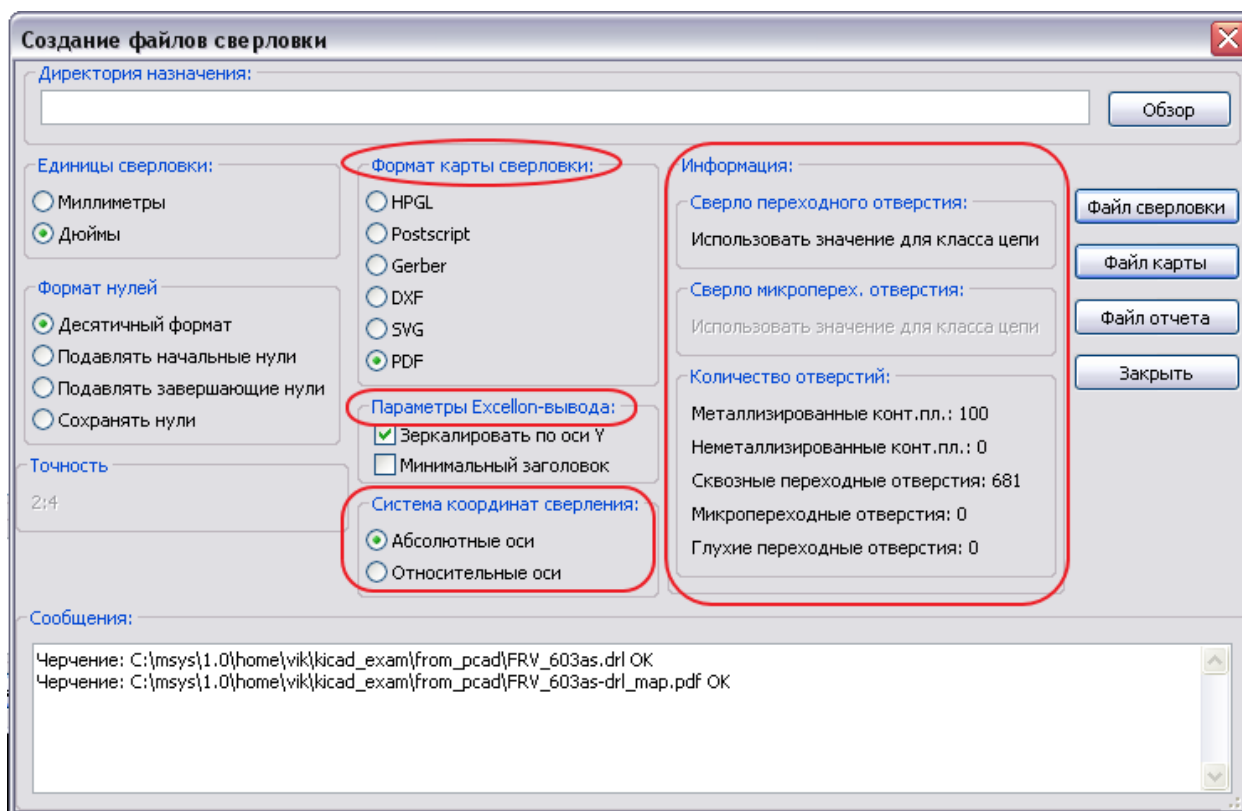 Создание файлов сверловки
Директория назначения:
Обзор
Единицы сверловки:
Миллиметры
Дюймы
Формат нулей
Десятичный формат
Подавлять начальные нули
Подавлять завершающие нули
Сохранять нули
Точность
2:4
Формат карты сверловки:
HPGL
Postscript
Gerber
DXF
SVG
PDF
Параметры Excellon-вывода:
Зеркалировать по оси Y
Минимальный заголовок
Система координат сверления:
Абсолютные оси
Относительные оси
Информация:
Сверло переходного отверстия:
Использовать значение для класса цепи
Сверло микроперех. отверстия:
Использовать значение для класса цепи
Количество отверстий:
Металлизированные конт.пл.: 100
Неметаллизированные конт.пл.: 0
Сквозные переходные отверстия: 681
Микропереходные отверстия: 0
Глухие переходные отверстия: 0
Файл сверловки
Файл карты
Файл отчета
Закрыть
Сообщения:
Черчение: C:\msys\1.0\home\vik\kicad_exam\from_pcad\FRV_603as.drl OK
Черчение: C:\msys\1.0\home\vik\kicad_exam\from_pcad\FRV_603as-drl_map.pdf OK